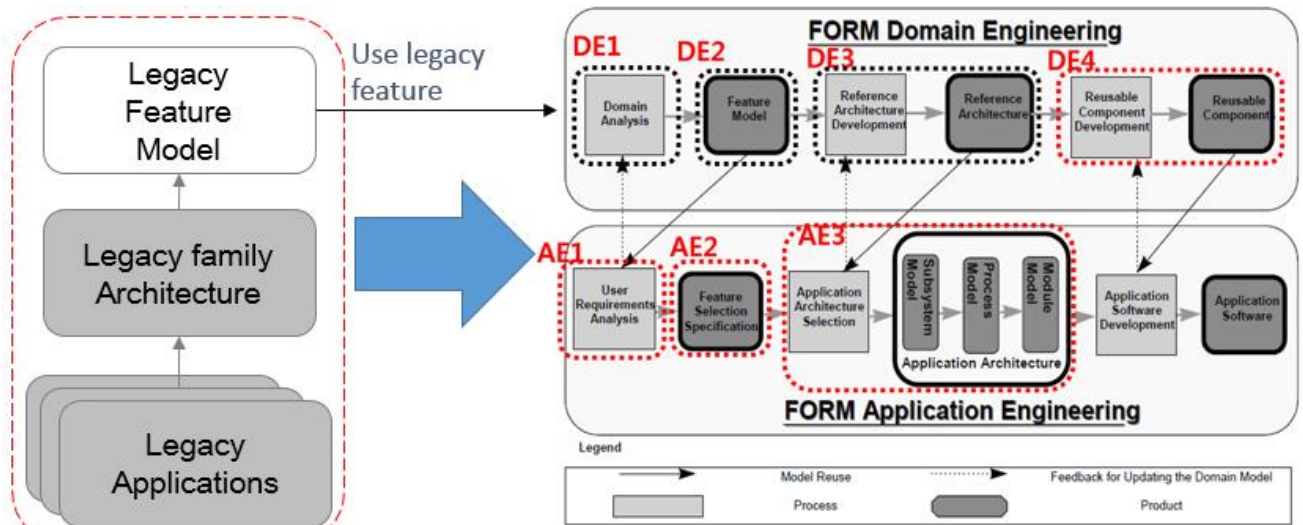 Legacy
Feature
Model
Legacy family
Architecture
Legacy
Applications
Use legacy
feature
FORM Domain Engineering
DE1
DE2
DE3
DE4
Domain
Analysis
Feature
Model
Reference
Architecture
Development
Reference
Architecture
Reusable
Component
Development
Reusable
Component
AE1
AE2
AE3
User
Requirements
Analysis
Feature
Selection
Specification
Application
Architecture
Selection
Subsystem
Model
Process
Model
Module
Model
Application Architecture
Application
Software
Development
Application
Software
FORM Application Engineering
Legend
Model Reuse
Feedback for Updating the Domain Model
Process
Product